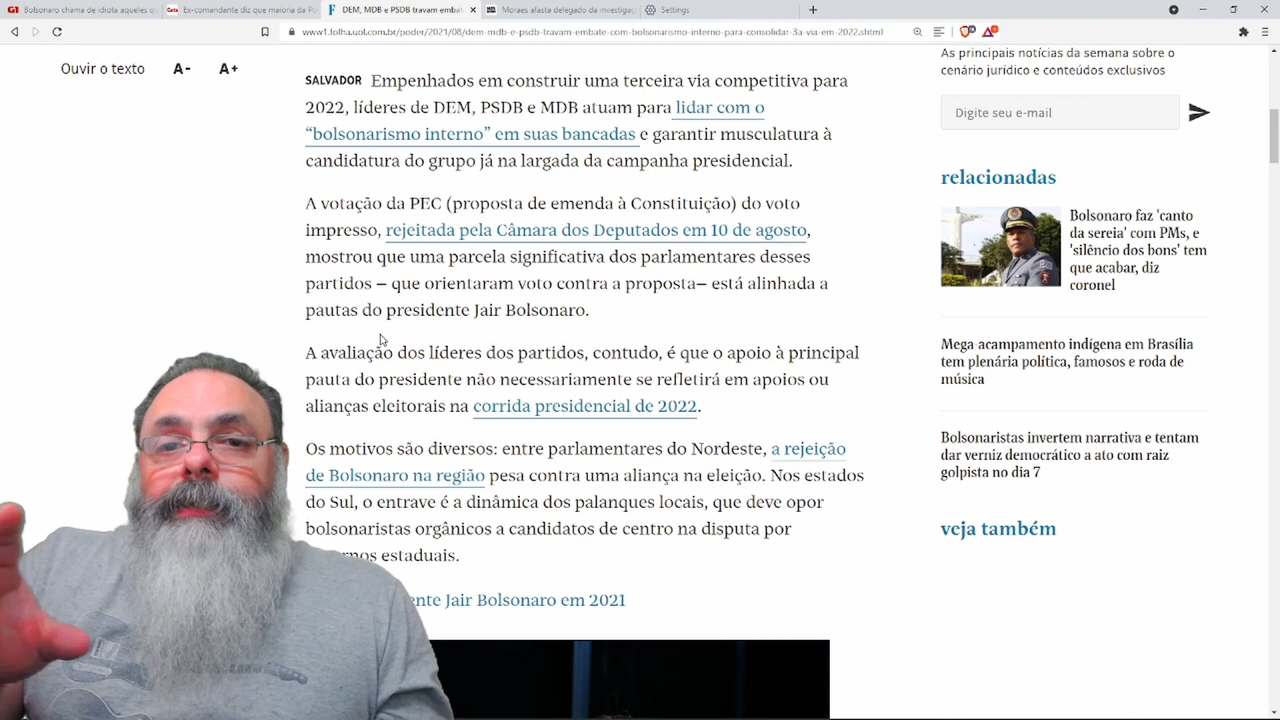 Bolsonaro chama de idiota aqueles q
Ex-comandante diz que maioria da Po
DEM, MDB e PSDB travam embat
Moraes afasta delegado da investigaç
Settings
www1.folha.uol.com.br/poder/2021/08/dem-mdb-e-psdb-travam-embate-com-bolsonarismo-interno-para-consolidar-3a-via-em-2022.shtml
Ouvir o texto A- A+
SALVADOR Empenhados em construir uma terceira via competitiva para
2022, líderes de DEM, PSDB e MDB atuam para lidar com o
“bolsonarismo interno” em suas bancadas e garantir musculatura à
candidatura do grupo já na largada da campanha presidencial.
A votação da PEC (proposta de emenda à Constituição) do voto
impresso, rejeitada pela Câmara dos Deputados em 10 de agosto,
mostrou que uma parcela significativa dos parlamentares desses
partidos – que orientaram voto contra a proposta– está alinhada a
pautas do presidente Jair Bolsonaro.
A avaliação dos líderes dos partidos, contudo, é que o apoio à principal
pauta do presidente não necessariamente se refletirá em apoios ou
alianças eleitorais na corrida presidencial de 2022.
Os motivos são diversos: entre parlamentares do Nordeste, a rejeição
de Bolsonaro na região pesa contra uma aliança na eleição. Nos estados
do Sul, o entrave é a dinâmica dos palanques locais, que deve opor
bolsonaristas orgânicos a candidatos de centro na disputa por
rnos estaduais.
ente Jair Bolsonaro em 2021
As principais notícias da semana sobre o
cenário jurídico e conteúdos exclusivos
Digite seu e-mail
relacionadas
Bolsonaro faz 'canto
da sereia' com PMs, e
'silêncio dos bons' tem
que acabar, diz
coronel
Mega-acampamento indígena em Brasília
tem plenária política, famosos e roda de
música
Bolsonaristas invertem narrativa e tentam
dar verniz democrático a ato com raiz
golpista no dia 7
veja também